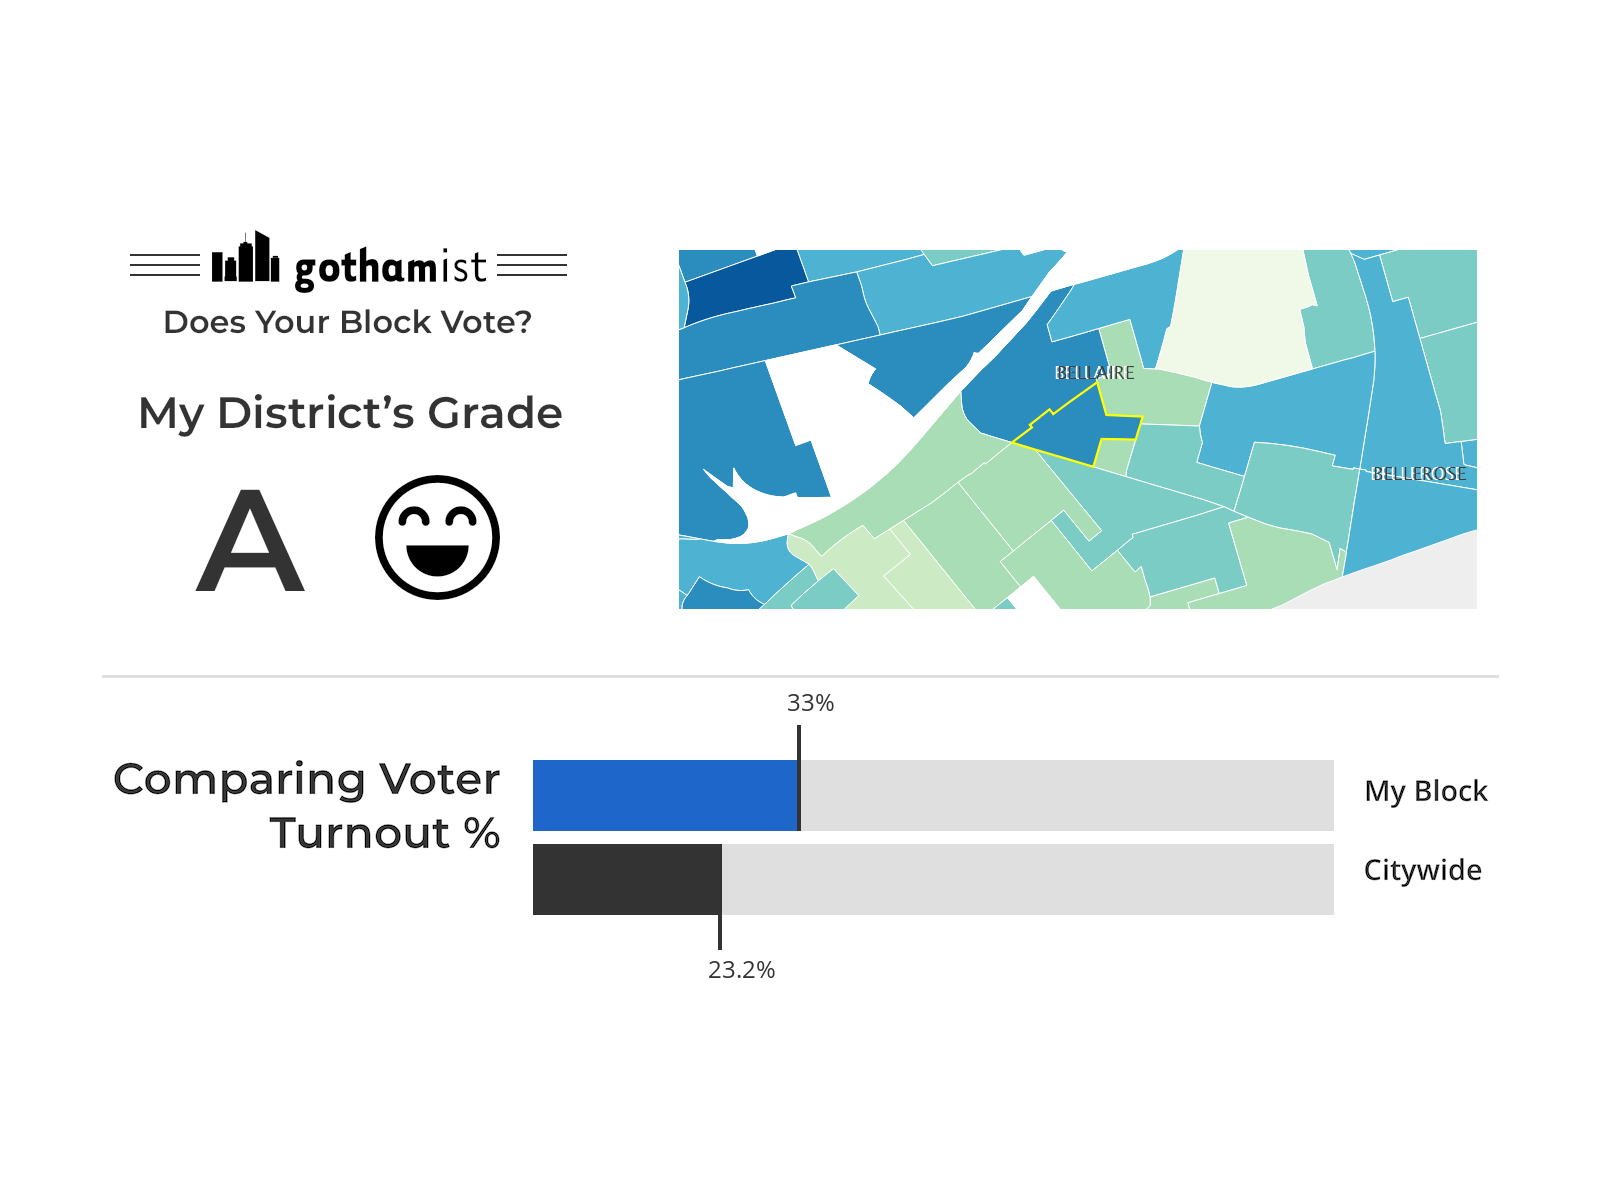 gothamist
Does Your Block Vote?
My District’s Grade
A
BELLAIRE
BELLEROSE
Comparing Voter
Turnout %
33%
My Block
Citywide
23.2%